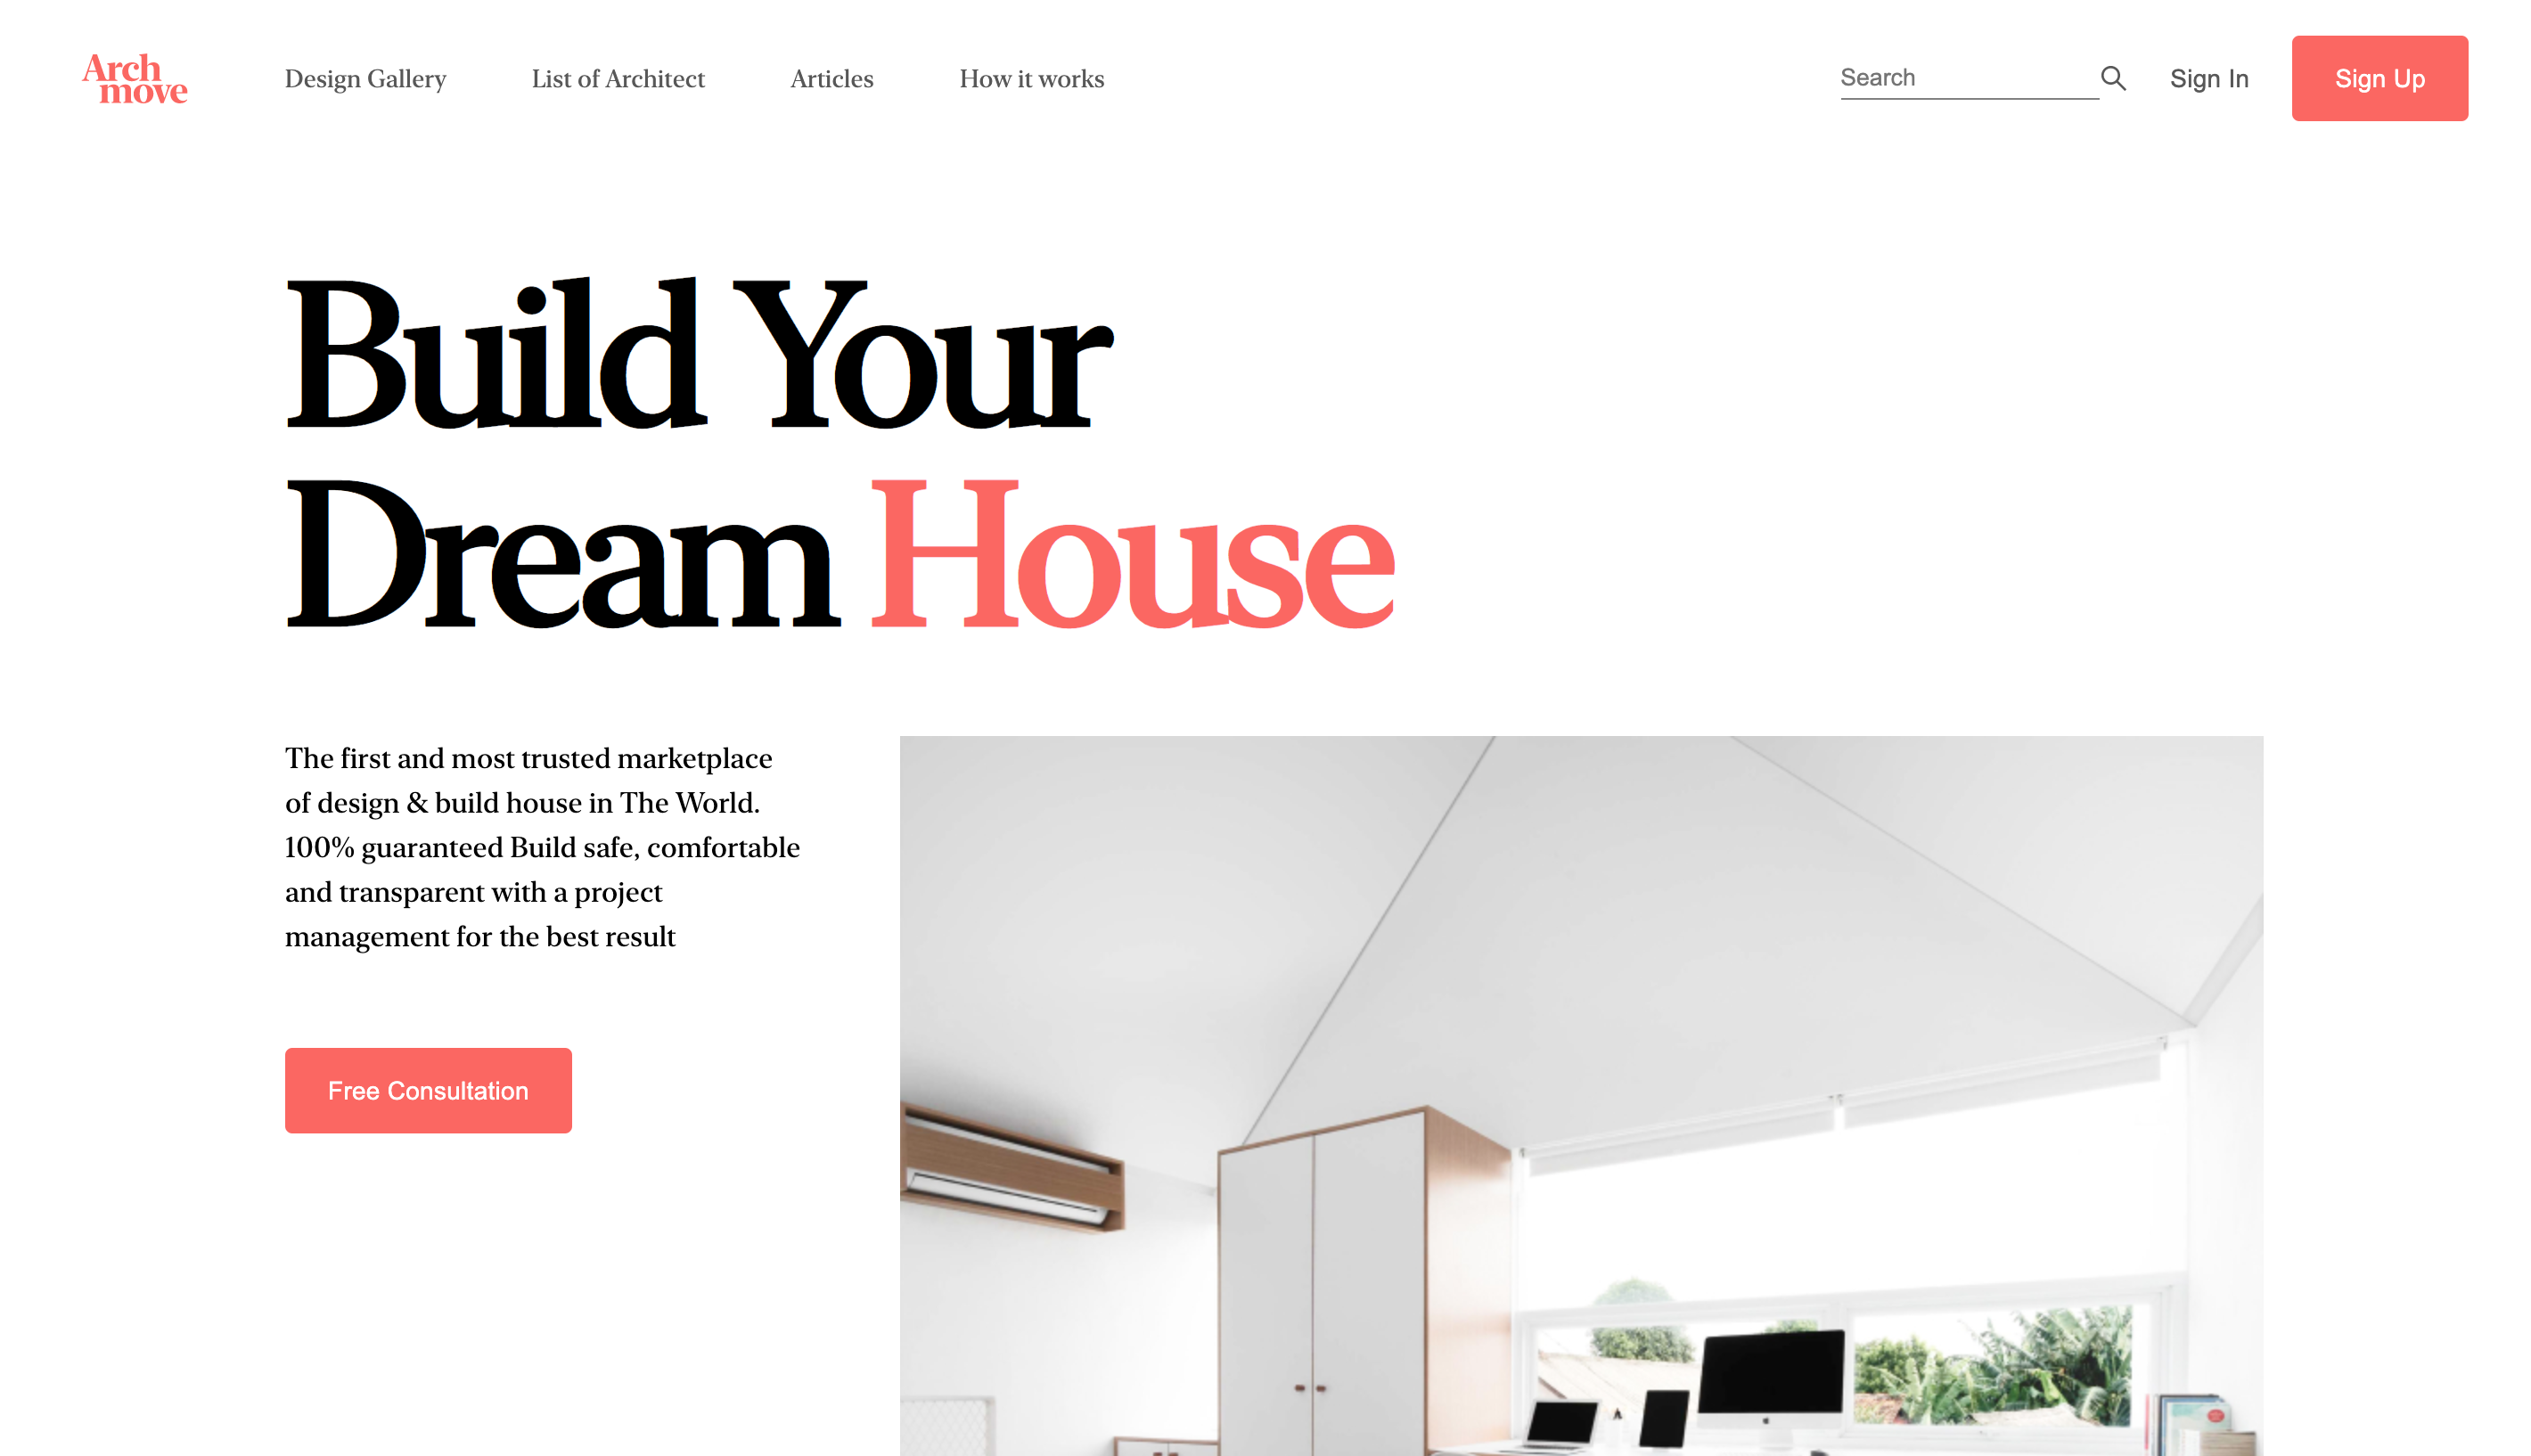 Arch
move
Design Gallery
List of Architect
Articles
How it works
Search
Sign In
Sign Up
Build Your
Dream House
The first and most trusted marketplace
of design & build house in The World.
100% guaranteed Build safe, comfortable
and transparent with a project
management for the best result
Free Consultation